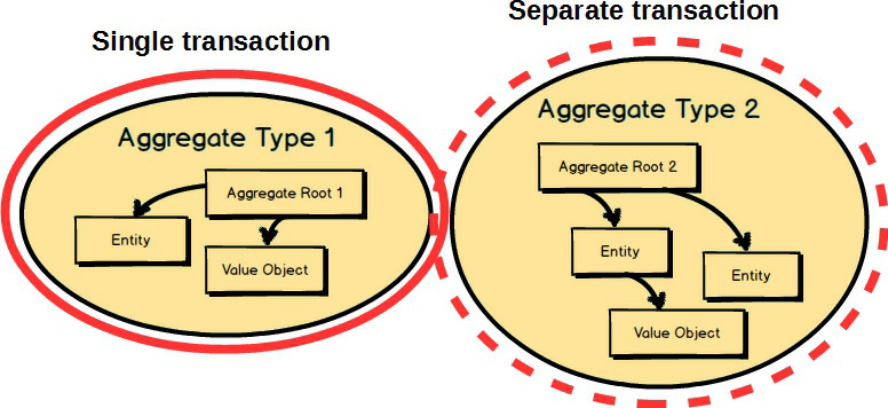 Single transaction
Separate transaction
Aggregate Type 1
Aggregate Root 1
Entity
Value Object
Aggregate Type 2
Aggregate Root 2
Entity
Entity
Value Object